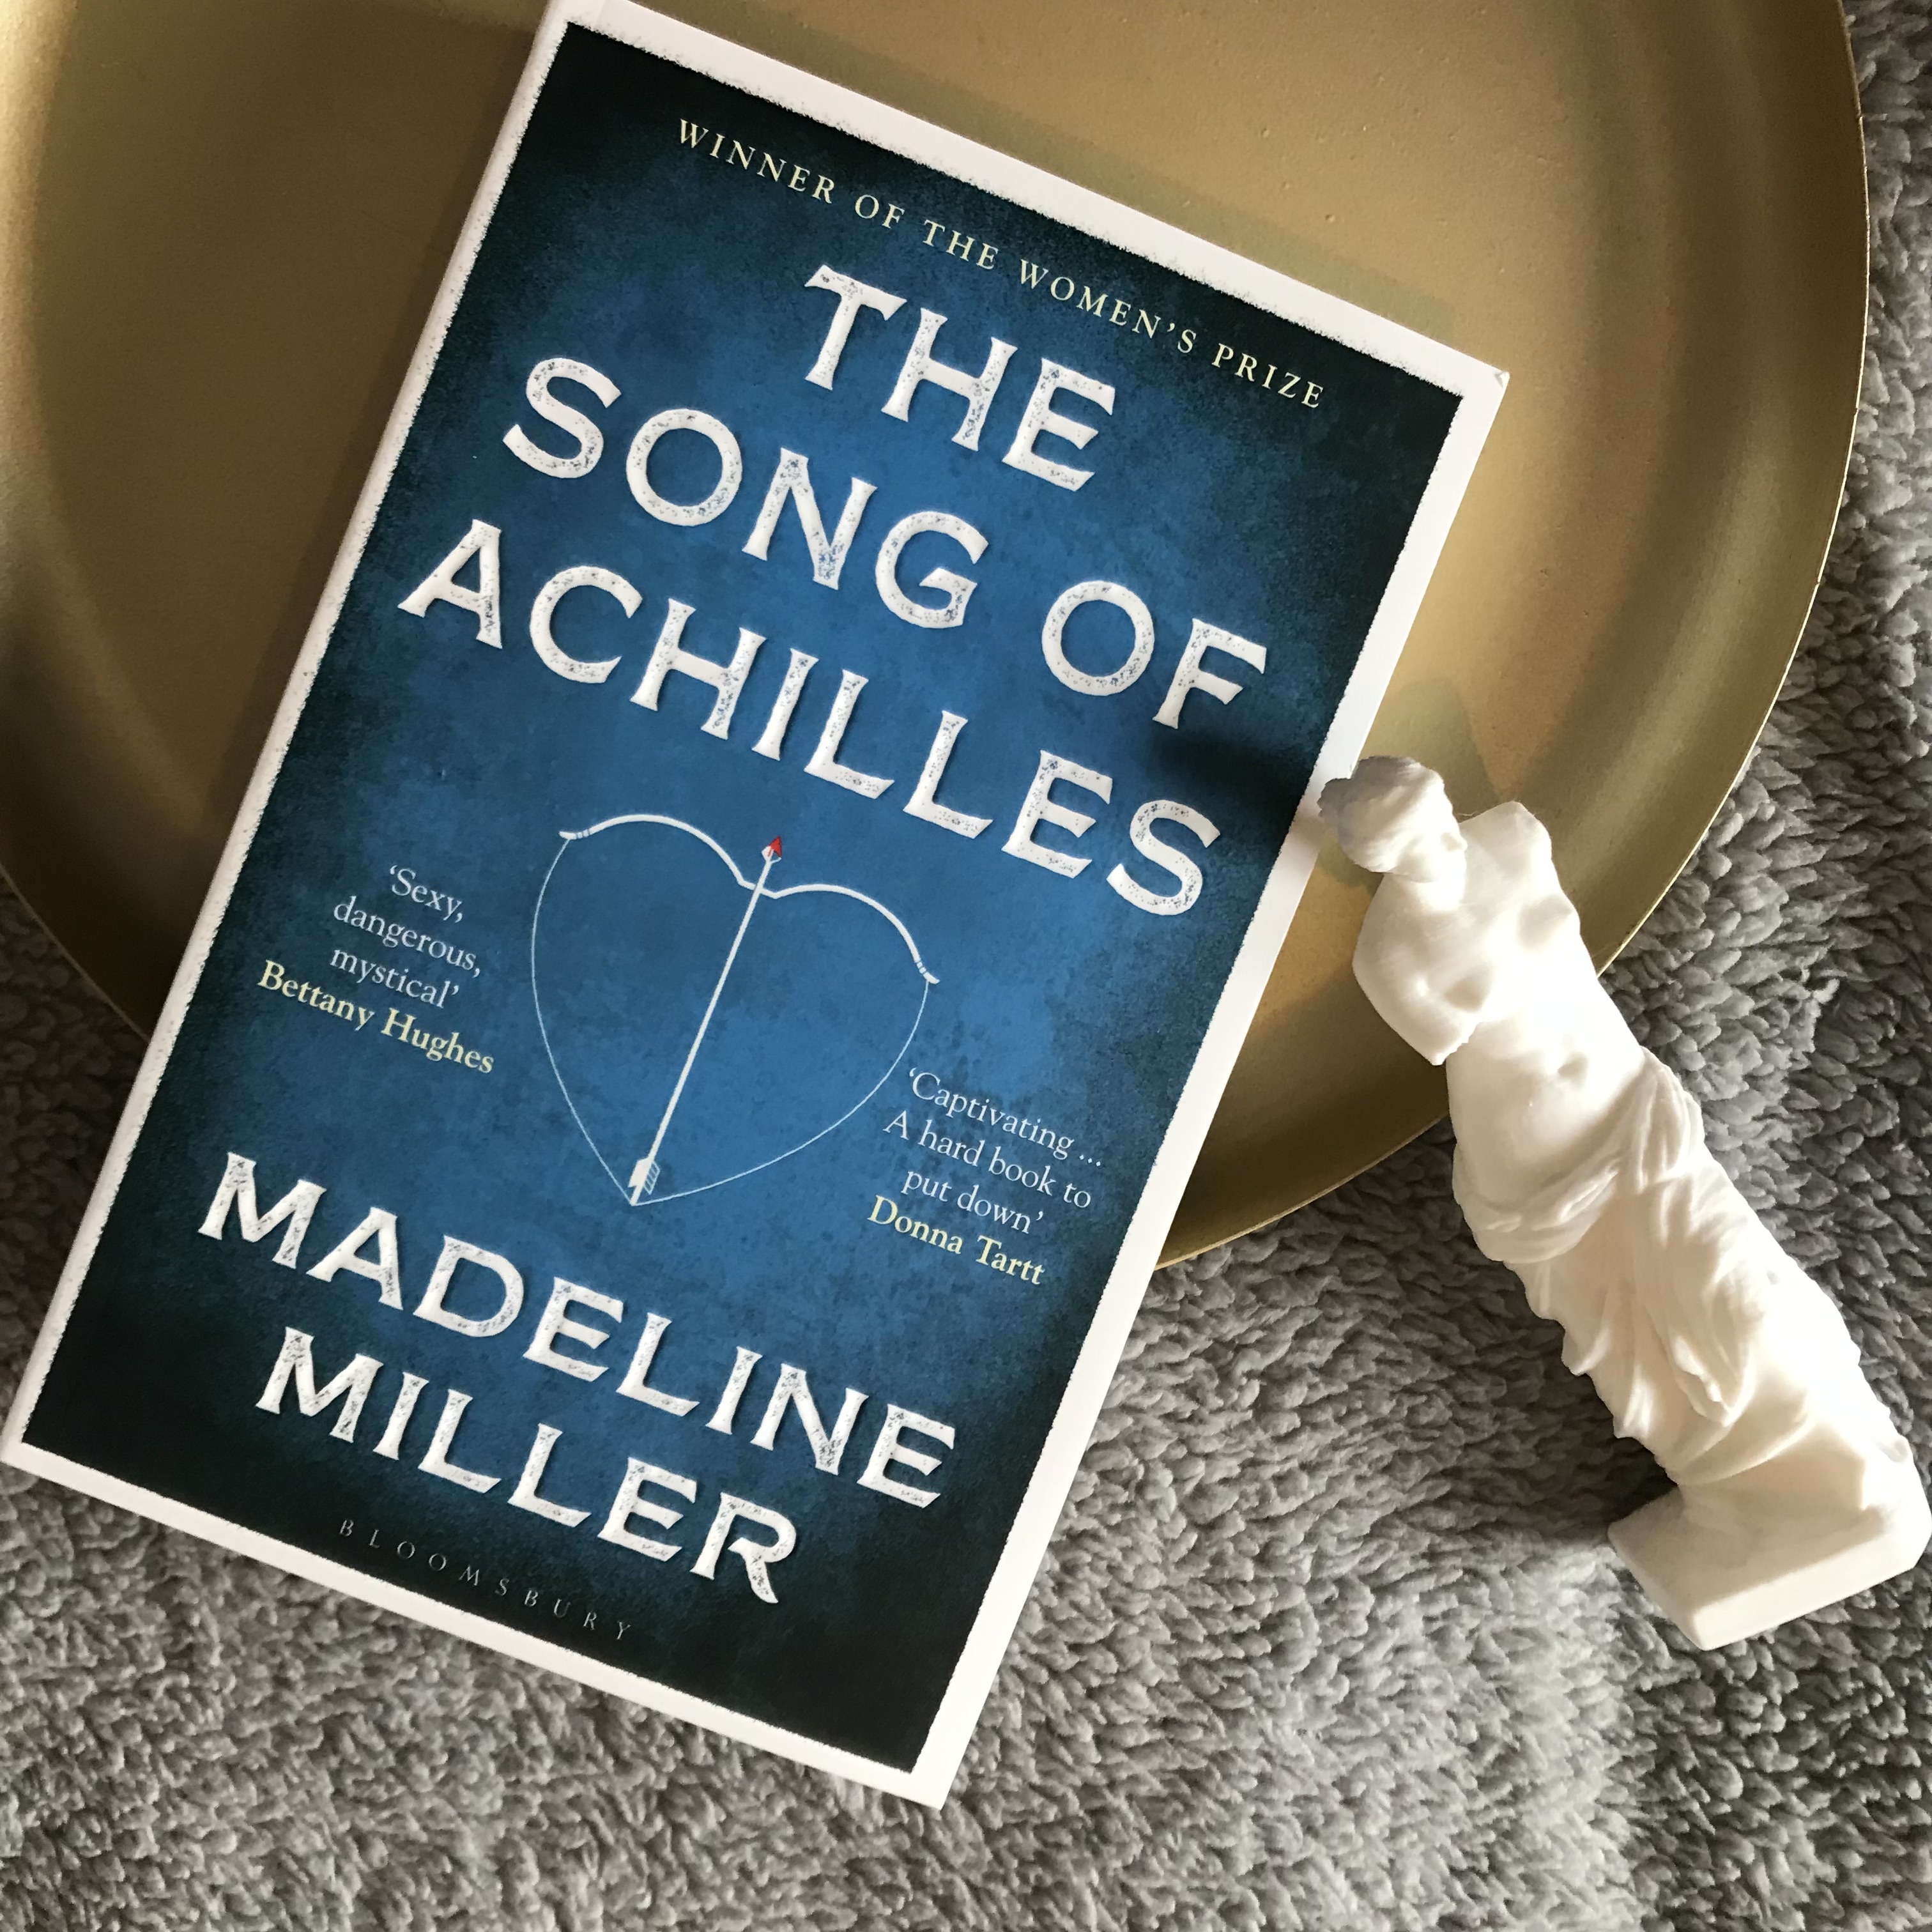 WINNER OF THE WOMEN'S PRIZE
THE
SONG OF
ACHILLES
‘Sexy,
dangerous,
mystical’
Bettany Hughes
‘Captivating ...
A hard book to
put down’
Donna Tartt
MADELINE
MILLER
BLOOMSBURY